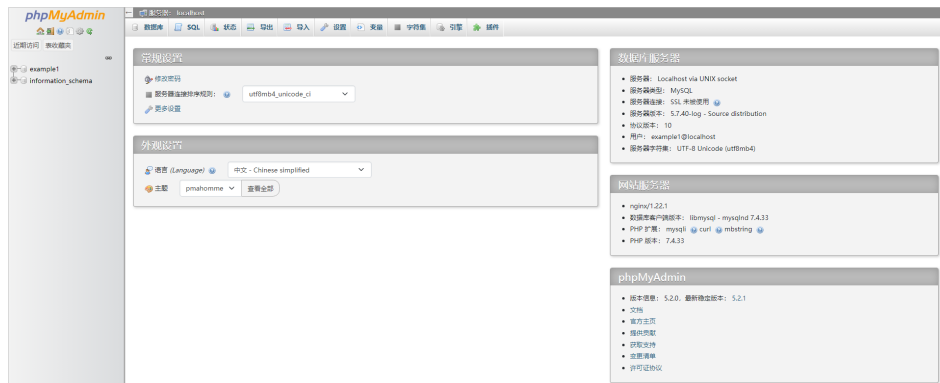 phpMyAdmin
近期访问 表收藏夹
example1
information_schema
服务器: localhost
数据库 SQL 状态 导出 导入 设置 变量 字符集 引擎 插件
常规设置
修改密码
服务器连接排序规则: utf8mb4_unicode_ci
更多设置
外观设置
语言 (Language) 中文 - Chinese simplified
主题 pmahomme 查看全部
数据库服务器
• 服务器: Localhost via UNIX socket
• 服务器类型: MySQL
• 服务器连接: SSL 未被使用
• 服务器版本: 5.7.40-log - Source distribution
• 协议版本: 10
• 用户: example1@localhost
• 服务器字符集: UTF-8 Unicode (utf8mb4)
网站服务器
• nginx/1.22.1
• 数据库客户端版本: libmysql - mysqlnd 7.4.33
• PHP 扩展: mysqli curl mbstring
• PHP 版本: 7.4.33
phpMyAdmin
• 版本信息: 5.2.0, 最新稳定版本: 5.2.1
• 文档
• 官方主页
• 提供贡献
• 获取支持
• 变更清单
• 许可证协议